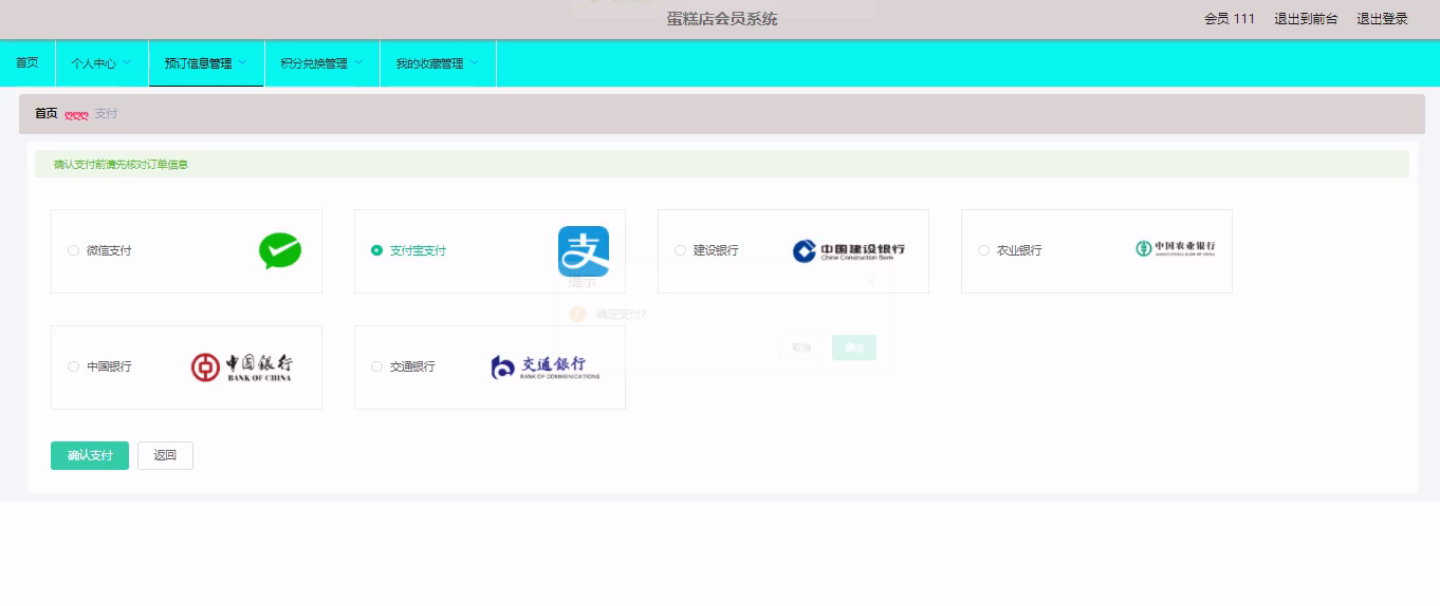 蛋糕店会员系统
会员 111 退出到前台 退出登录
首页 个人中心 预订信息管理 积分兑换管理 我的收藏管理
首页 支付
确认支付前请先核对订单信息
微信支付
支付宝支付
支
建设银行
中国建设银行
China Construction Bank
农业银行
中国农业银行
AGRICULTURAL BANK OF CHINA
提示
确定支付?
取消 确定
中国银行
中国银行
BANK OF CHINA
交通银行
交通银行
BANK OF COMMUNICATIONS
确认支付 返回